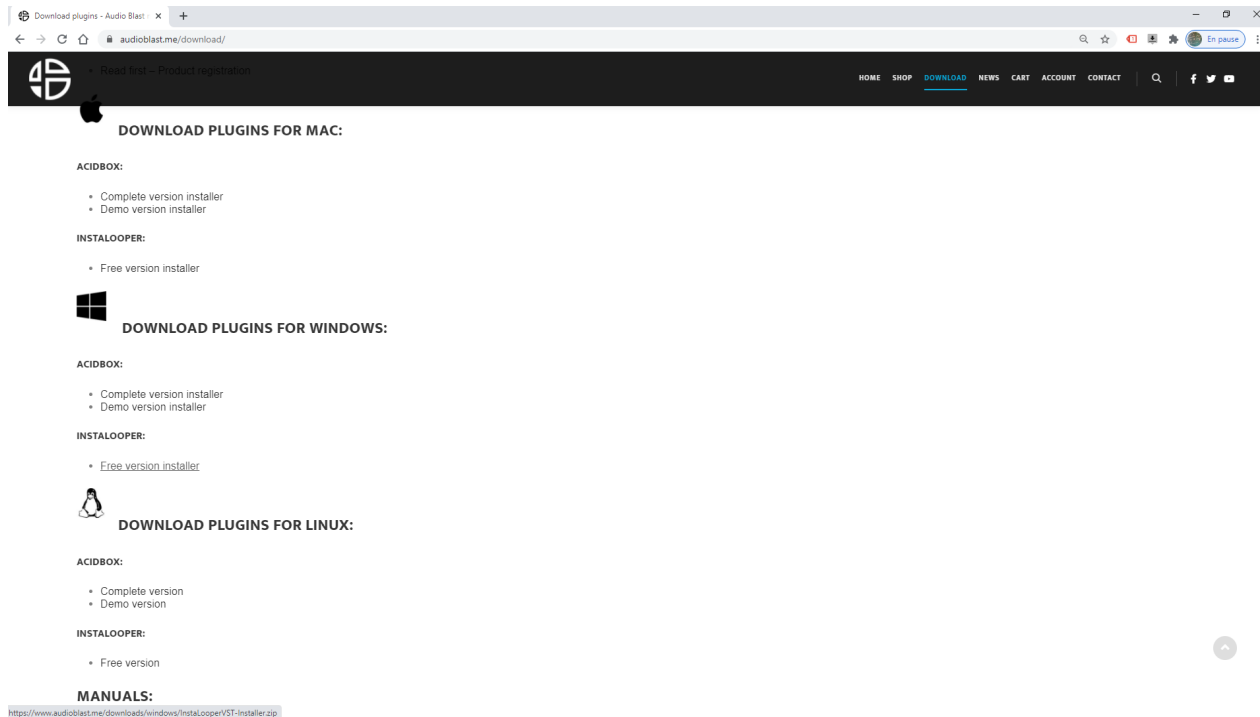 Download plugins - Audio Blast
audioblast.me/download/
En pause
Read first – Product registration
HOME SHOP DOWNLOAD NEWS CART ACCOUNT CONTACT
DOWNLOAD PLUGINS FOR MAC:
ACIDBOX:
Complete version installer
Demo version installer
INSTALOOPER:
Free version installer
DOWNLOAD PLUGINS FOR WINDOWS:
ACIDBOX:
Complete version installer
Demo version installer
INSTALOOPER:
Free version installer
DOWNLOAD PLUGINS FOR LINUX:
ACIDBOX:
Complete version
Demo version
INSTALOOPER:
Free version
MANUALS:
https://www.audioblast.me/downloads/windows/InstaLooperVST-Installer.zip